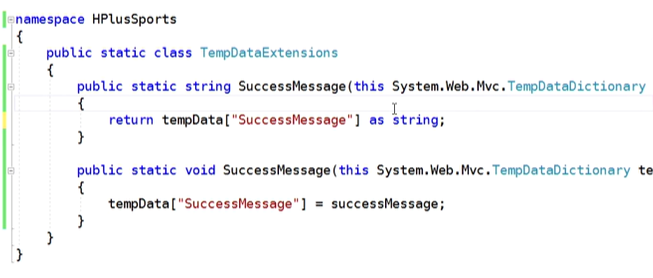 namespace HPlusSports
{
public static class TempDataExtensions
{
public static string SuccessMessage(this System.Web.Mvc.TempDataDictionary
{
return tempData["SuccessMessage"] as string;
}
public static void SuccessMessage(this System.Web.Mvc.TempDataDictionary te
{
tempData["SuccessMessage"] = successMessage;
}
}
}